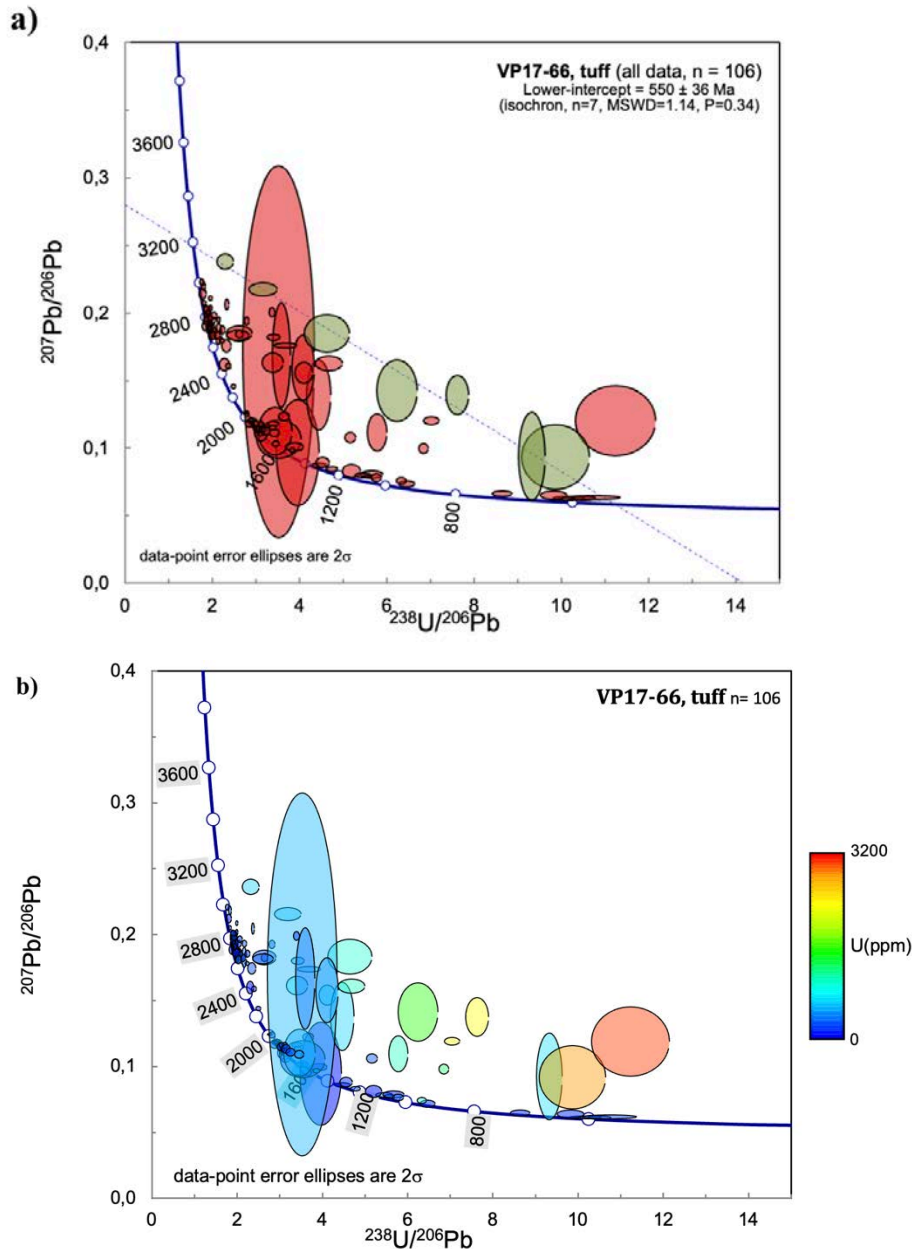 a)
0,4
VP17-66, tuff (all data, n = 106)
Lower-intercept = 550 ± 36 Ma
(isochron, n=7, MSWD=1.14, P=0.34)
3600
0,3
3200
²⁰⁷Pb/²⁰⁶Pb
0,2
2800
2400
2000
0,1
1600
1200
800
data-point error ellipses are 2σ
0,0
0 2 4 6 8 10 12 14
²³⁸U/²⁰⁶Pb
b)
0,4
VP17-66, tuff n= 106
3600
0,3
3200
²⁰⁷Pb/²⁰⁶Pb
0,2
2800
2400
2000
0,1
1200
800
data-point error ellipses are 2σ
0,0
0 2 4 6 8 10 12 14
²³⁸U/²⁰⁶Pb
3200
U(ppm)
0